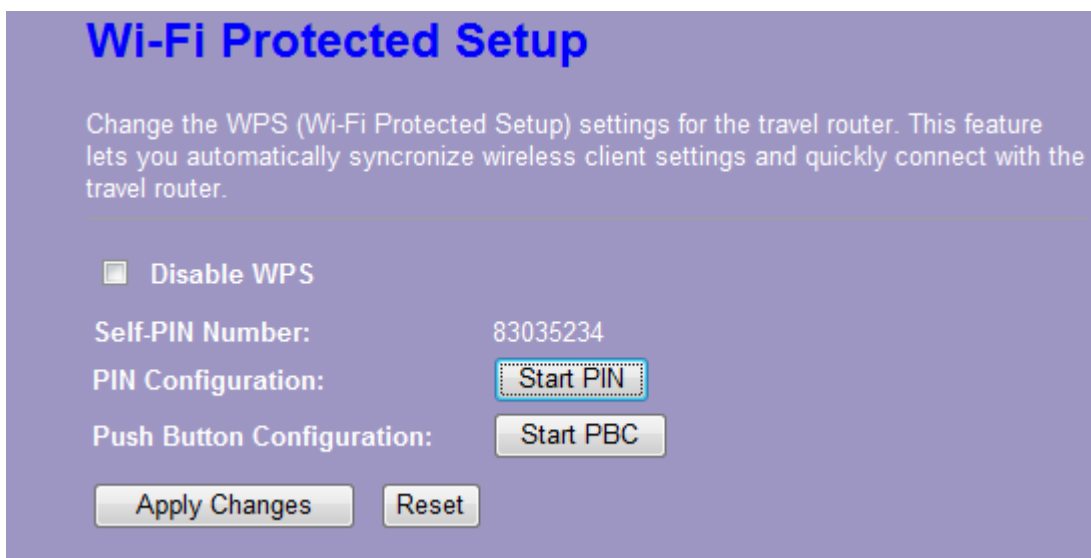 Wi-Fi Protected Setup
Change the WPS (Wi-Fi Protected Setup) settings for the travel router. This feature
lets you automatically syncronize wireless client settings and quickly connect with the
travel router.
Disable WPS
Self-PIN Number: 83035234
PIN Configuration: Start PIN
Push Button Configuration: Start PBC
Apply Changes Reset